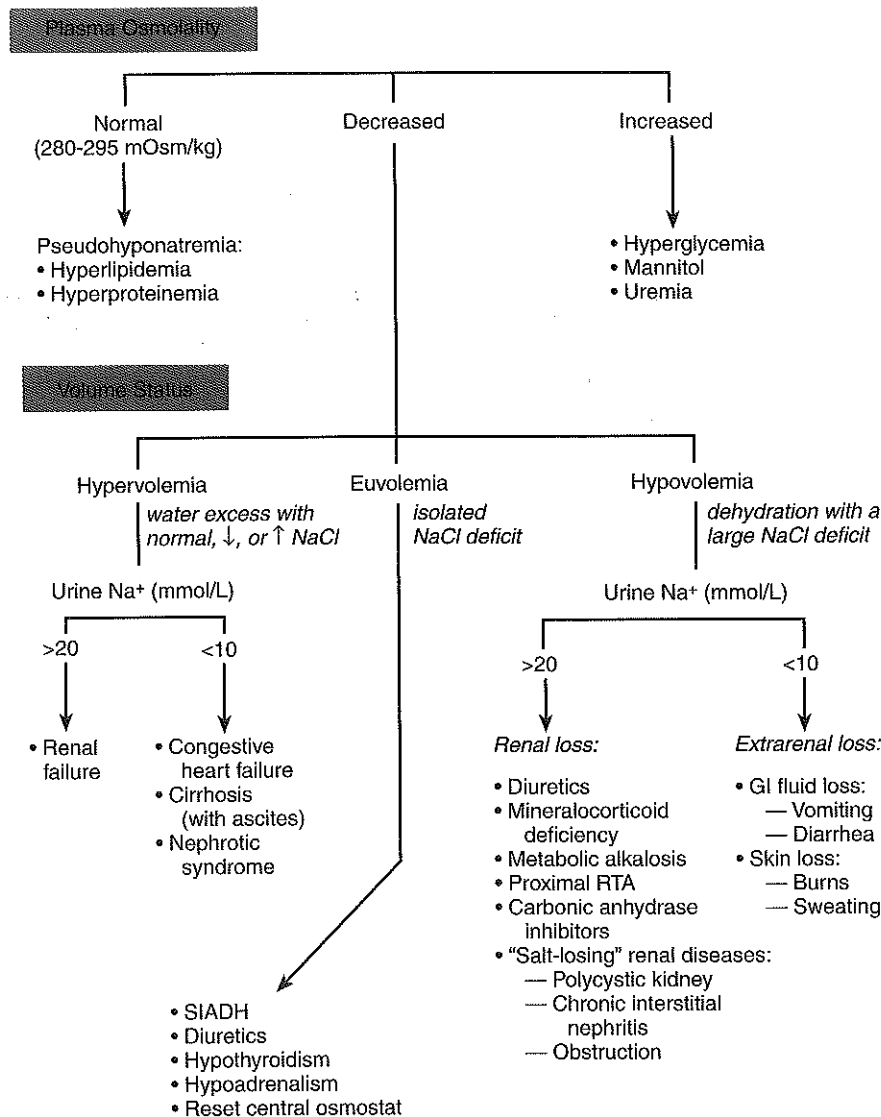 Plasma Osmolality
Normal
(280-295 mOsm/kg)
Decreased
Increased
Pseudohyponatremia:
• Hyperlipidemia
• Hyperproteinemia
• Hyperglycemia
• Mannitol
• Uremia
Volume Status
Hypervolemia
water excess with
normal, ↓, or ↑ NaCl
Euvolemia
isolated
NaCl deficit
Hypovolemia
dehydration with a
large NaCl deficit
Urine Na⁺ (mmol/L)
>20
<10
• Renal
failure
• Congestive
heart failure
• Cirrhosis
(with ascites)
• Nephrotic
syndrome
Urine Na⁺ (mmol/L)
>20
<10
Renal loss:
• Diuretics
• Mineralocorticoid
deficiency
• Metabolic alkalosis
• Proximal RTA
• Carbonic anhydrase
inhibitors
• "Salt-losing" renal diseases:
— Polycystic kidney
— Chronic interstitial
nephritis
— Obstruction
Extrarenal loss:
• GI fluid loss:
— Vomiting
— Diarrhea
• Skin loss:
— Burns
— Sweating
• SIADH
• Diuretics
• Hypothyroidism
• Hypoadrenalism
• Reset central osmostat